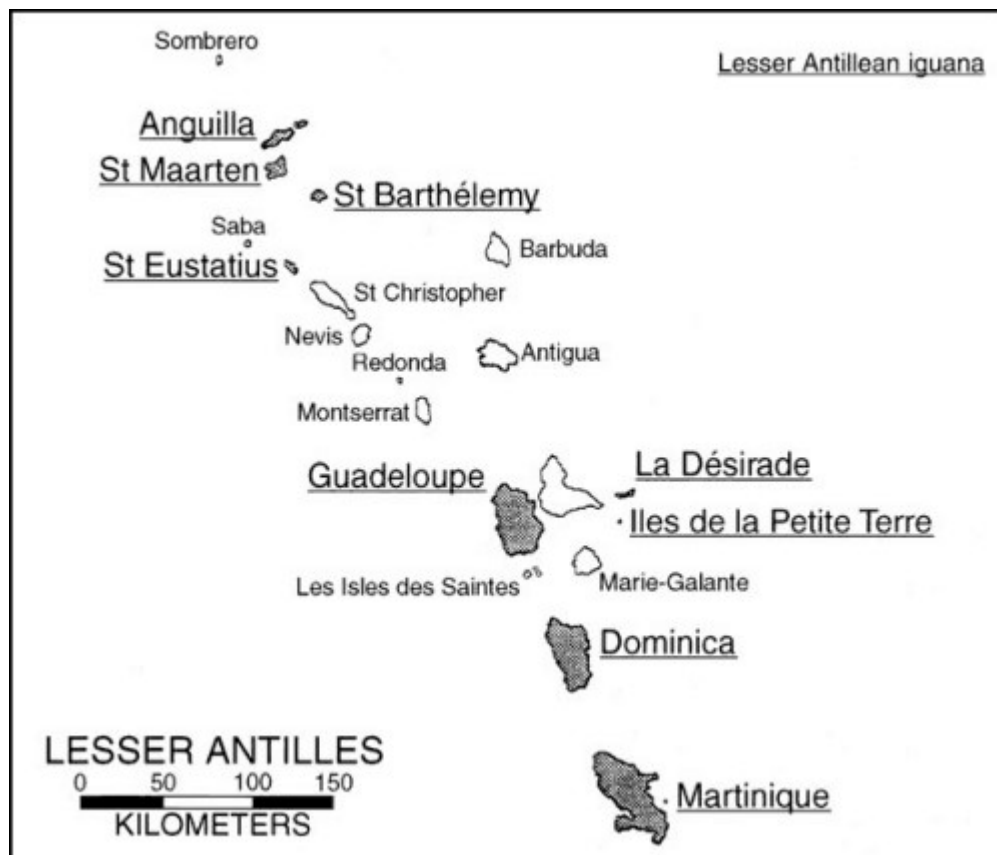 Sombrero
Lesser Antillean iguana
Anguilla
St Maarten
St Barthélemy
Saba
Barbuda
St Eustatius
St Christopher
Nevis
Redonda
Antigua
Montserrat
Guadeloupe
La Désirade
Iles de la Petite Terre
Les Isles des Saintes
Marie-Galante
Dominica
LESSER ANTILLES
0 50 100 150
KILOMETERS
Martinique